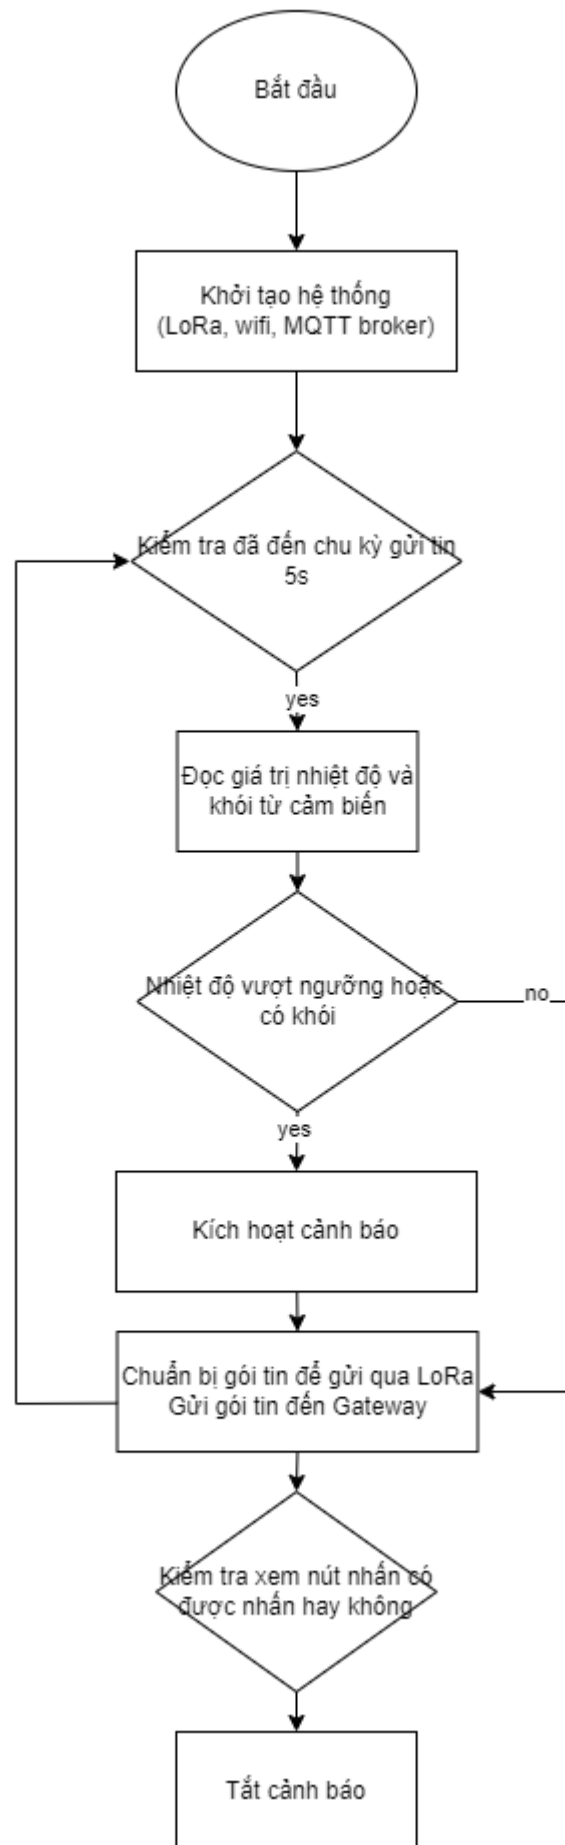 Bắt đầu
Khởi tạo hệ thống
(LoRa, wifi, MQTT broker)
Kiểm tra đã đến chu kỳ gửi tin
5s
yes
Đọc giá trị nhiệt độ và
khói từ cảm biến
Nhiệt độ vượt ngưỡng hoặc
có khói
no
yes
Kích hoạt cảnh báo
Chuẩn bị gói tin để gửi qua LoRa
Gửi gói tin đến Gateway
Kiểm tra xem nút nhấn có
được nhấn hay không
Tắt cảnh báo